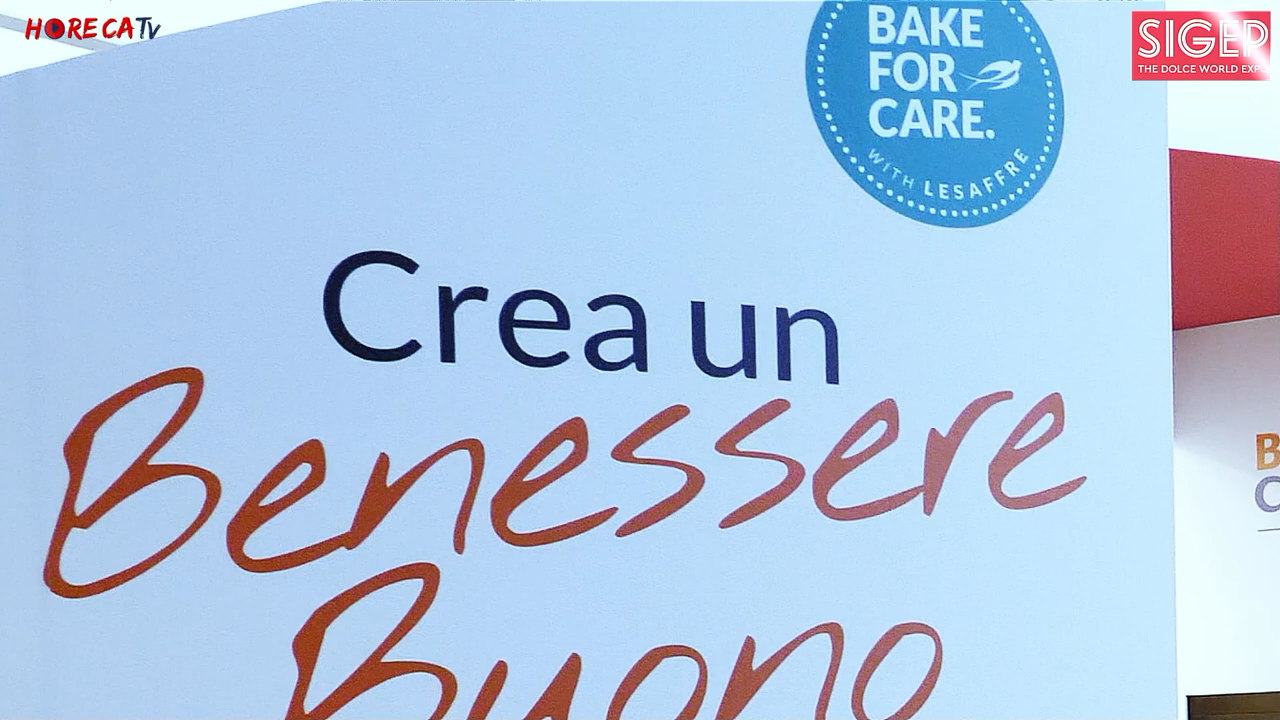 HORECATv
SIGEP
THE DOLCE WORLD EXPO
BAKE
FOR
CARE.
WITH LESAFFRE
Crea un
Benessere
Buono
B